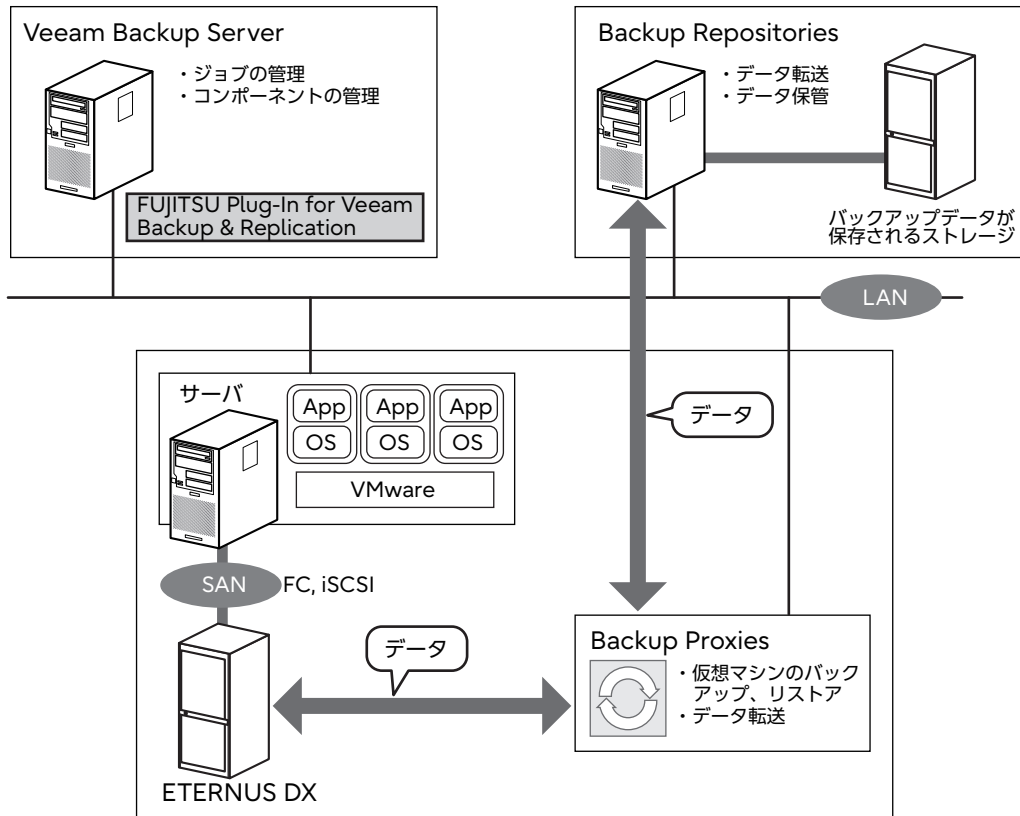 Veeam Backup Server
・ジョブの管理
・コンポーネントの管理
FUJITSU Plug-In for Veeam
Backup & Replication
Backup Repositories
・データ転送
・データ保管
バックアップデータが
保存されるストレージ
LAN
サーバ
App App App
OS OS OS
VMware
データ
SAN FC, iSCSI
データ
Backup Proxies
・仮想マシンのバック
アップ、リストア
・データ転送
ETERNUS DX